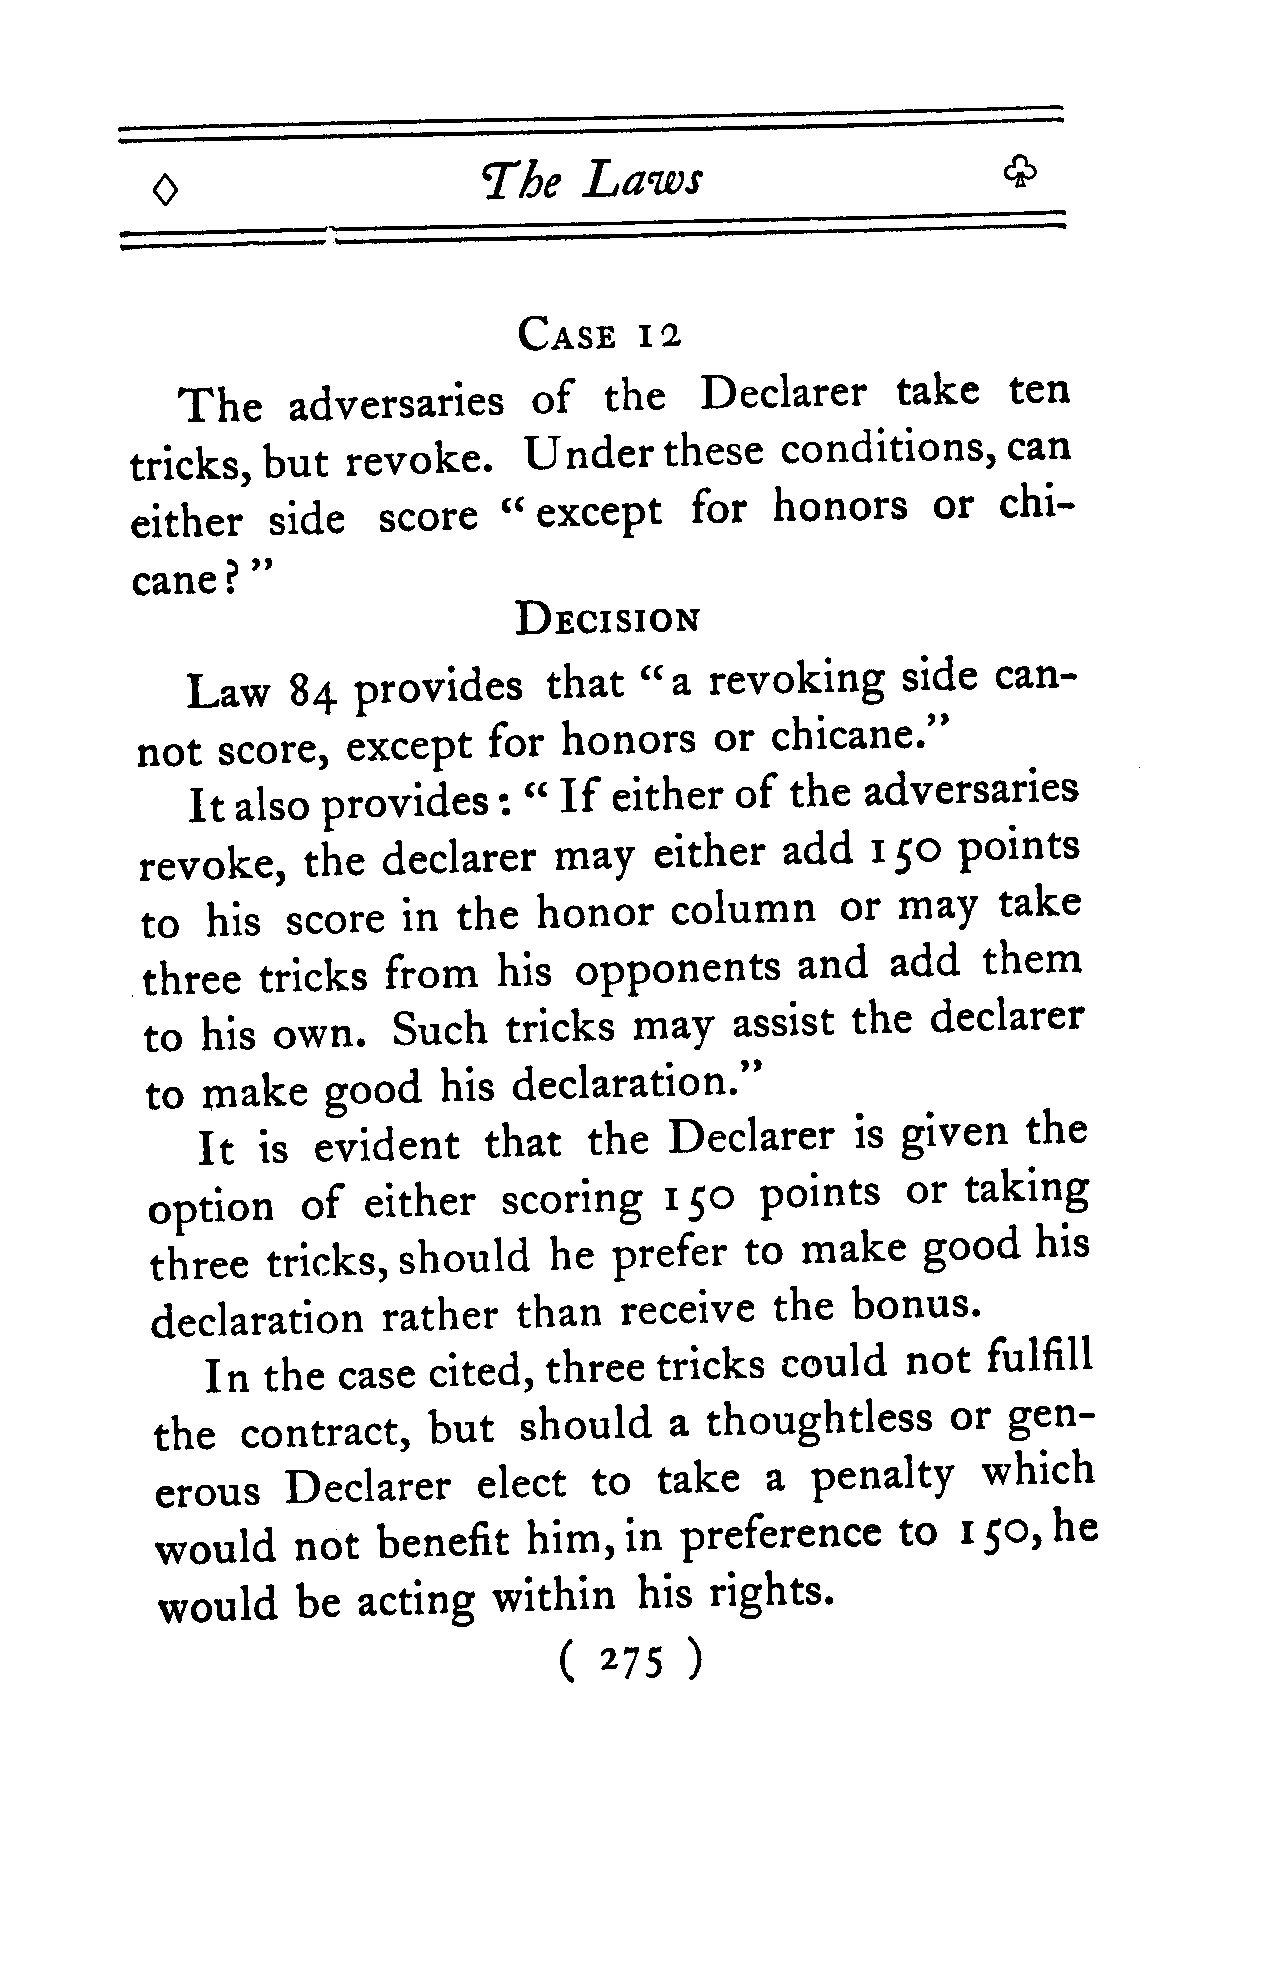 ◊ The Laws ♧
CASE 12
The adversaries of the Declarer take ten
tricks, but revoke. Under these conditions, can
either side score “ except for honors or chi-
cane ? ”
DECISION
Law 84 provides that “ a revoking side can-
not score, except for honors or chicane.”
It also provides : “ If either of the adversaries
revoke, the declarer may either add 150 points
to his score in the honor column or may take
three tricks from his opponents and add them
to his own. Such tricks may assist the declarer
to make good his declaration.”
It is evident that the Declarer is given the
option of either scoring 150 points or taking
three tricks, should he prefer to make good his
declaration rather than receive the bonus.
In the case cited, three tricks could not fulfill
the contract, but should a thoughtless or gen-
erous Declarer elect to take a penalty which
would not benefit him, in preference to 150, he
would be acting within his rights.
( 275 )